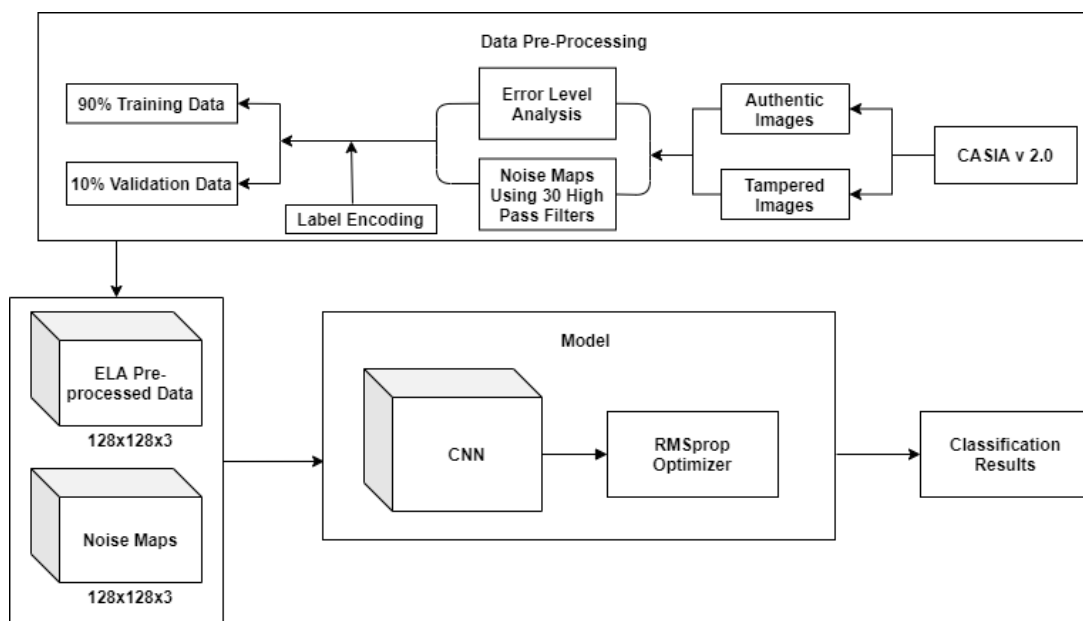 Data Pre-Processing
90% Training Data
10% Validation Data
Label Encoding
Error Level
Analysis
Noise Maps
Using 30 High
Pass Filters
Authentic
Images
Tampered
Images
CASIA v 2.0
ELA Pre-
processed Data
128x128x3
Noise Maps
128x128x3
Model
CNN
RMSprop
Optimizer
Classification
Results